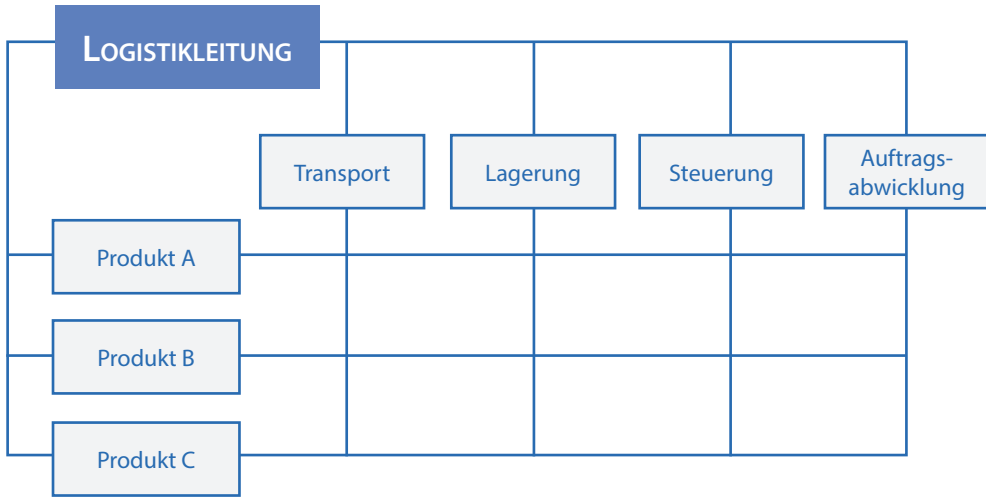 LOGISTIKLEITUNG
Transport
Lagerung
Steuerung
Auftrags-
abwicklung
Produkt A
Produkt B
Produkt C